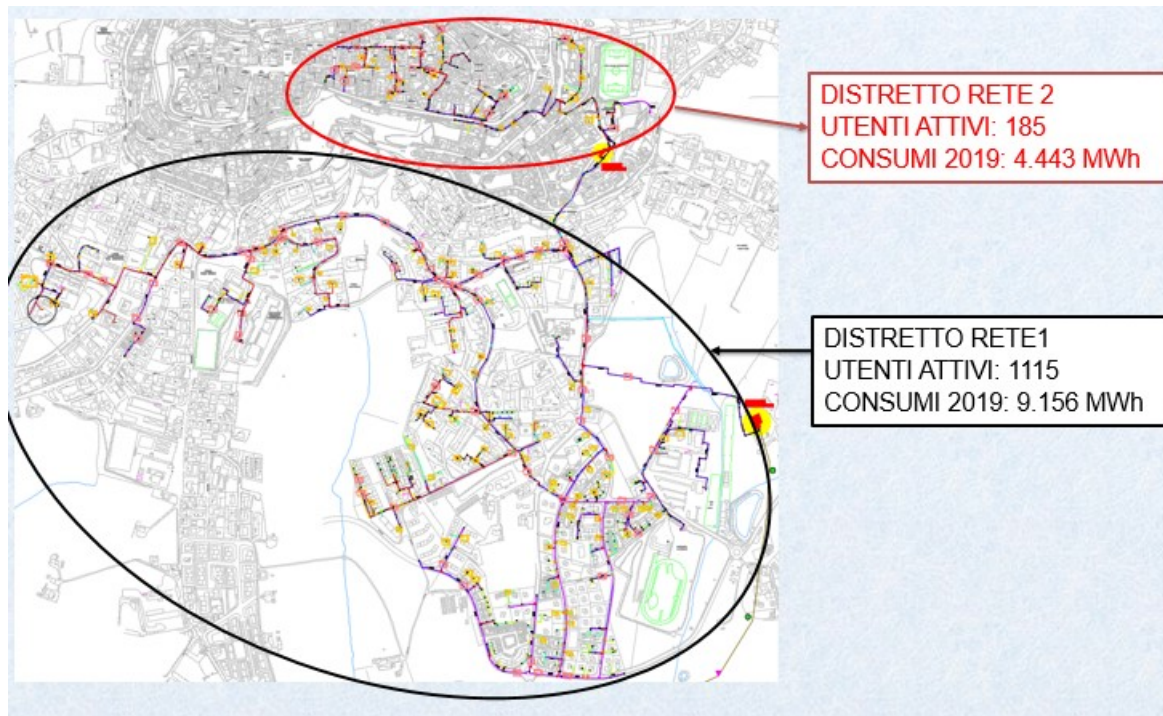 DISTRETTO RETE 2
UTENTI ATTIVI: 185
CONSUMI 2019: 4.443 MWh
DISTRETTO RETE1
UTENTI ATTIVI: 1115
CONSUMI 2019: 9.156 MWh